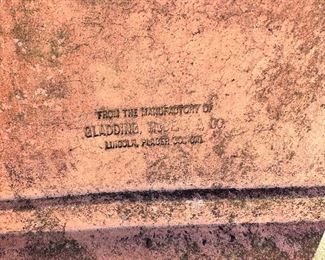 FROM THE MANUFACTORY OF
GLADDING, & CO
LINCOLN, PLACER CO. CAL.